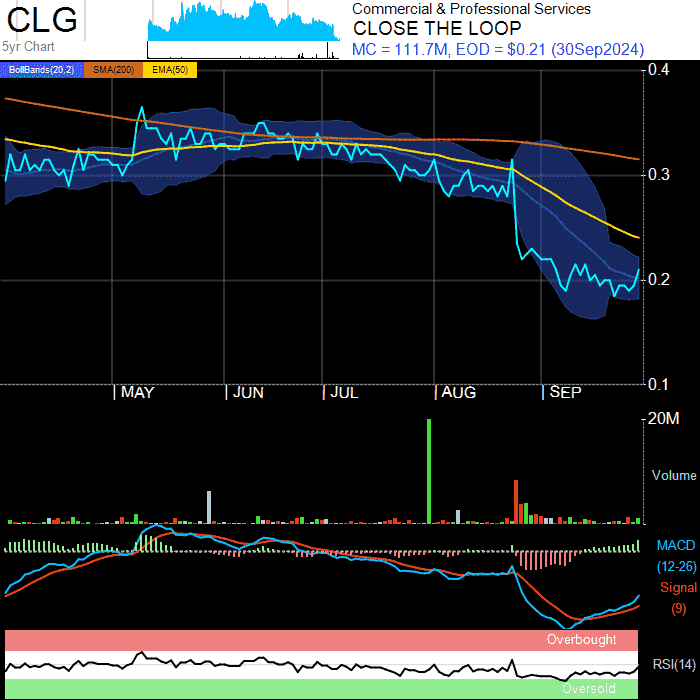 CLG
5yr Chart
Commercial & Professional Services
CLOSE THE LOOP
MC = 111.7M, EOD = $0.21 (30Sep2024)
BollBands(20,2) SMA(200) EMA(50)
0.4
0.3
0.2
0.1
MAY JUN JUL AUG SEP
20M
Volume
MACD
(12-26)
Signal
(9)
Overbought
RSI(14)
Oversold